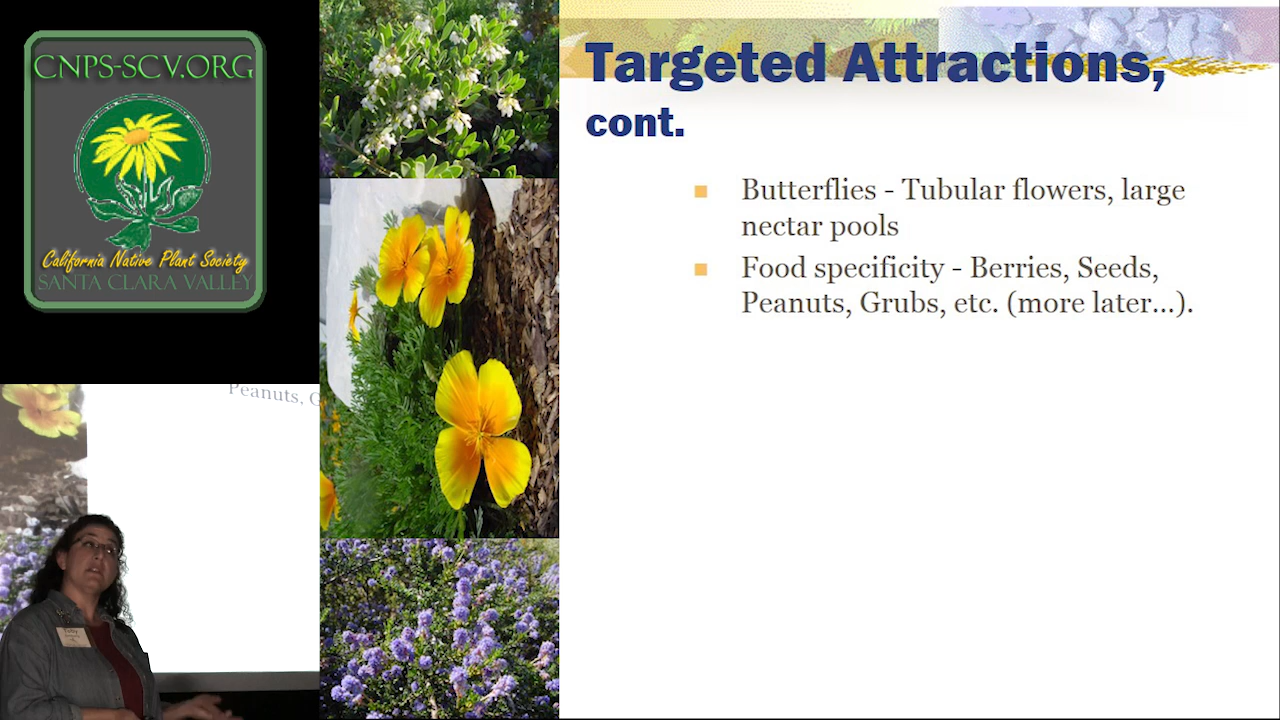 CNPS-SCV.ORG
California Native Plant Society
SANTA CLARA VALLEY
Targeted Attractions,
cont.
Butterflies - Tubular flowers, large
nectar pools
Food specificity - Berries, Seeds,
Peanuts, Grubs, etc. (more later...).
Peanuts, G